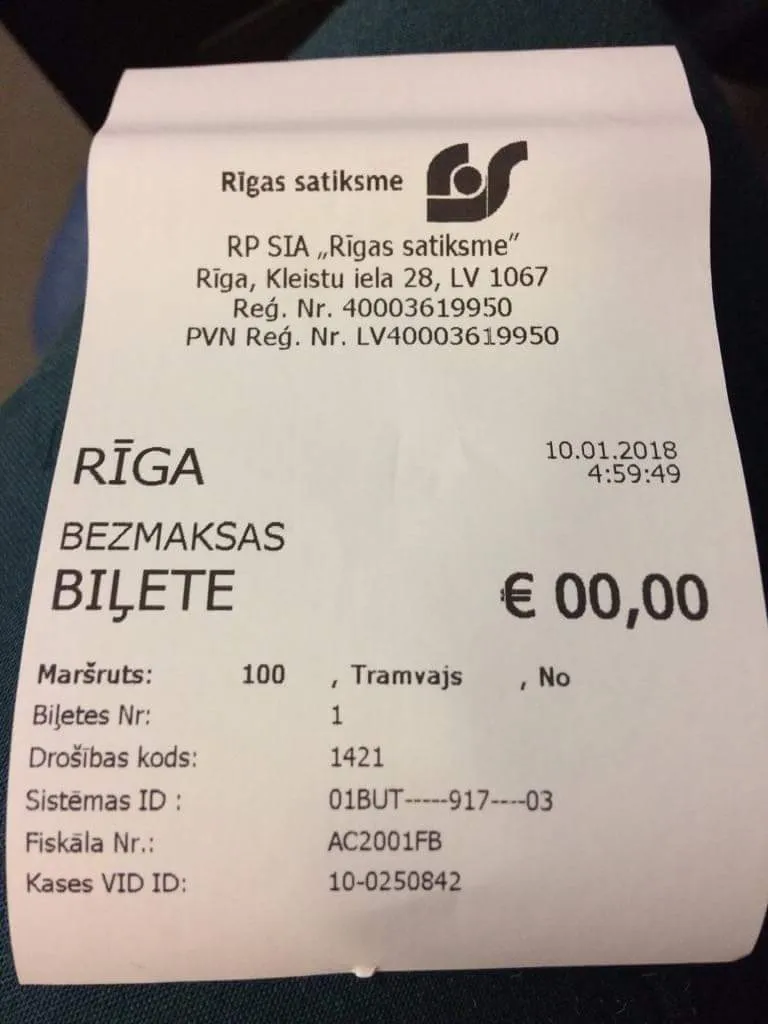 Rīgas satiksme
RP SIA „Rīgas satiksme”
Rīga, Kleistu iela 28, LV 1067
Reģ. Nr. 40003619950
PVN Reģ. Nr. LV40003619950
RĪGA
10.01.2018
4:59:49
BEZMAKSAS
BIĻETE € 00,00
Maršruts: 100 , Tramvajs , No
Biļetes Nr: 1
Drošības kods: 1421
Sistēmas ID : 01BUT-----917----03
Fiskāla Nr.: AC2001FB
Kases VID ID: 10-0250842